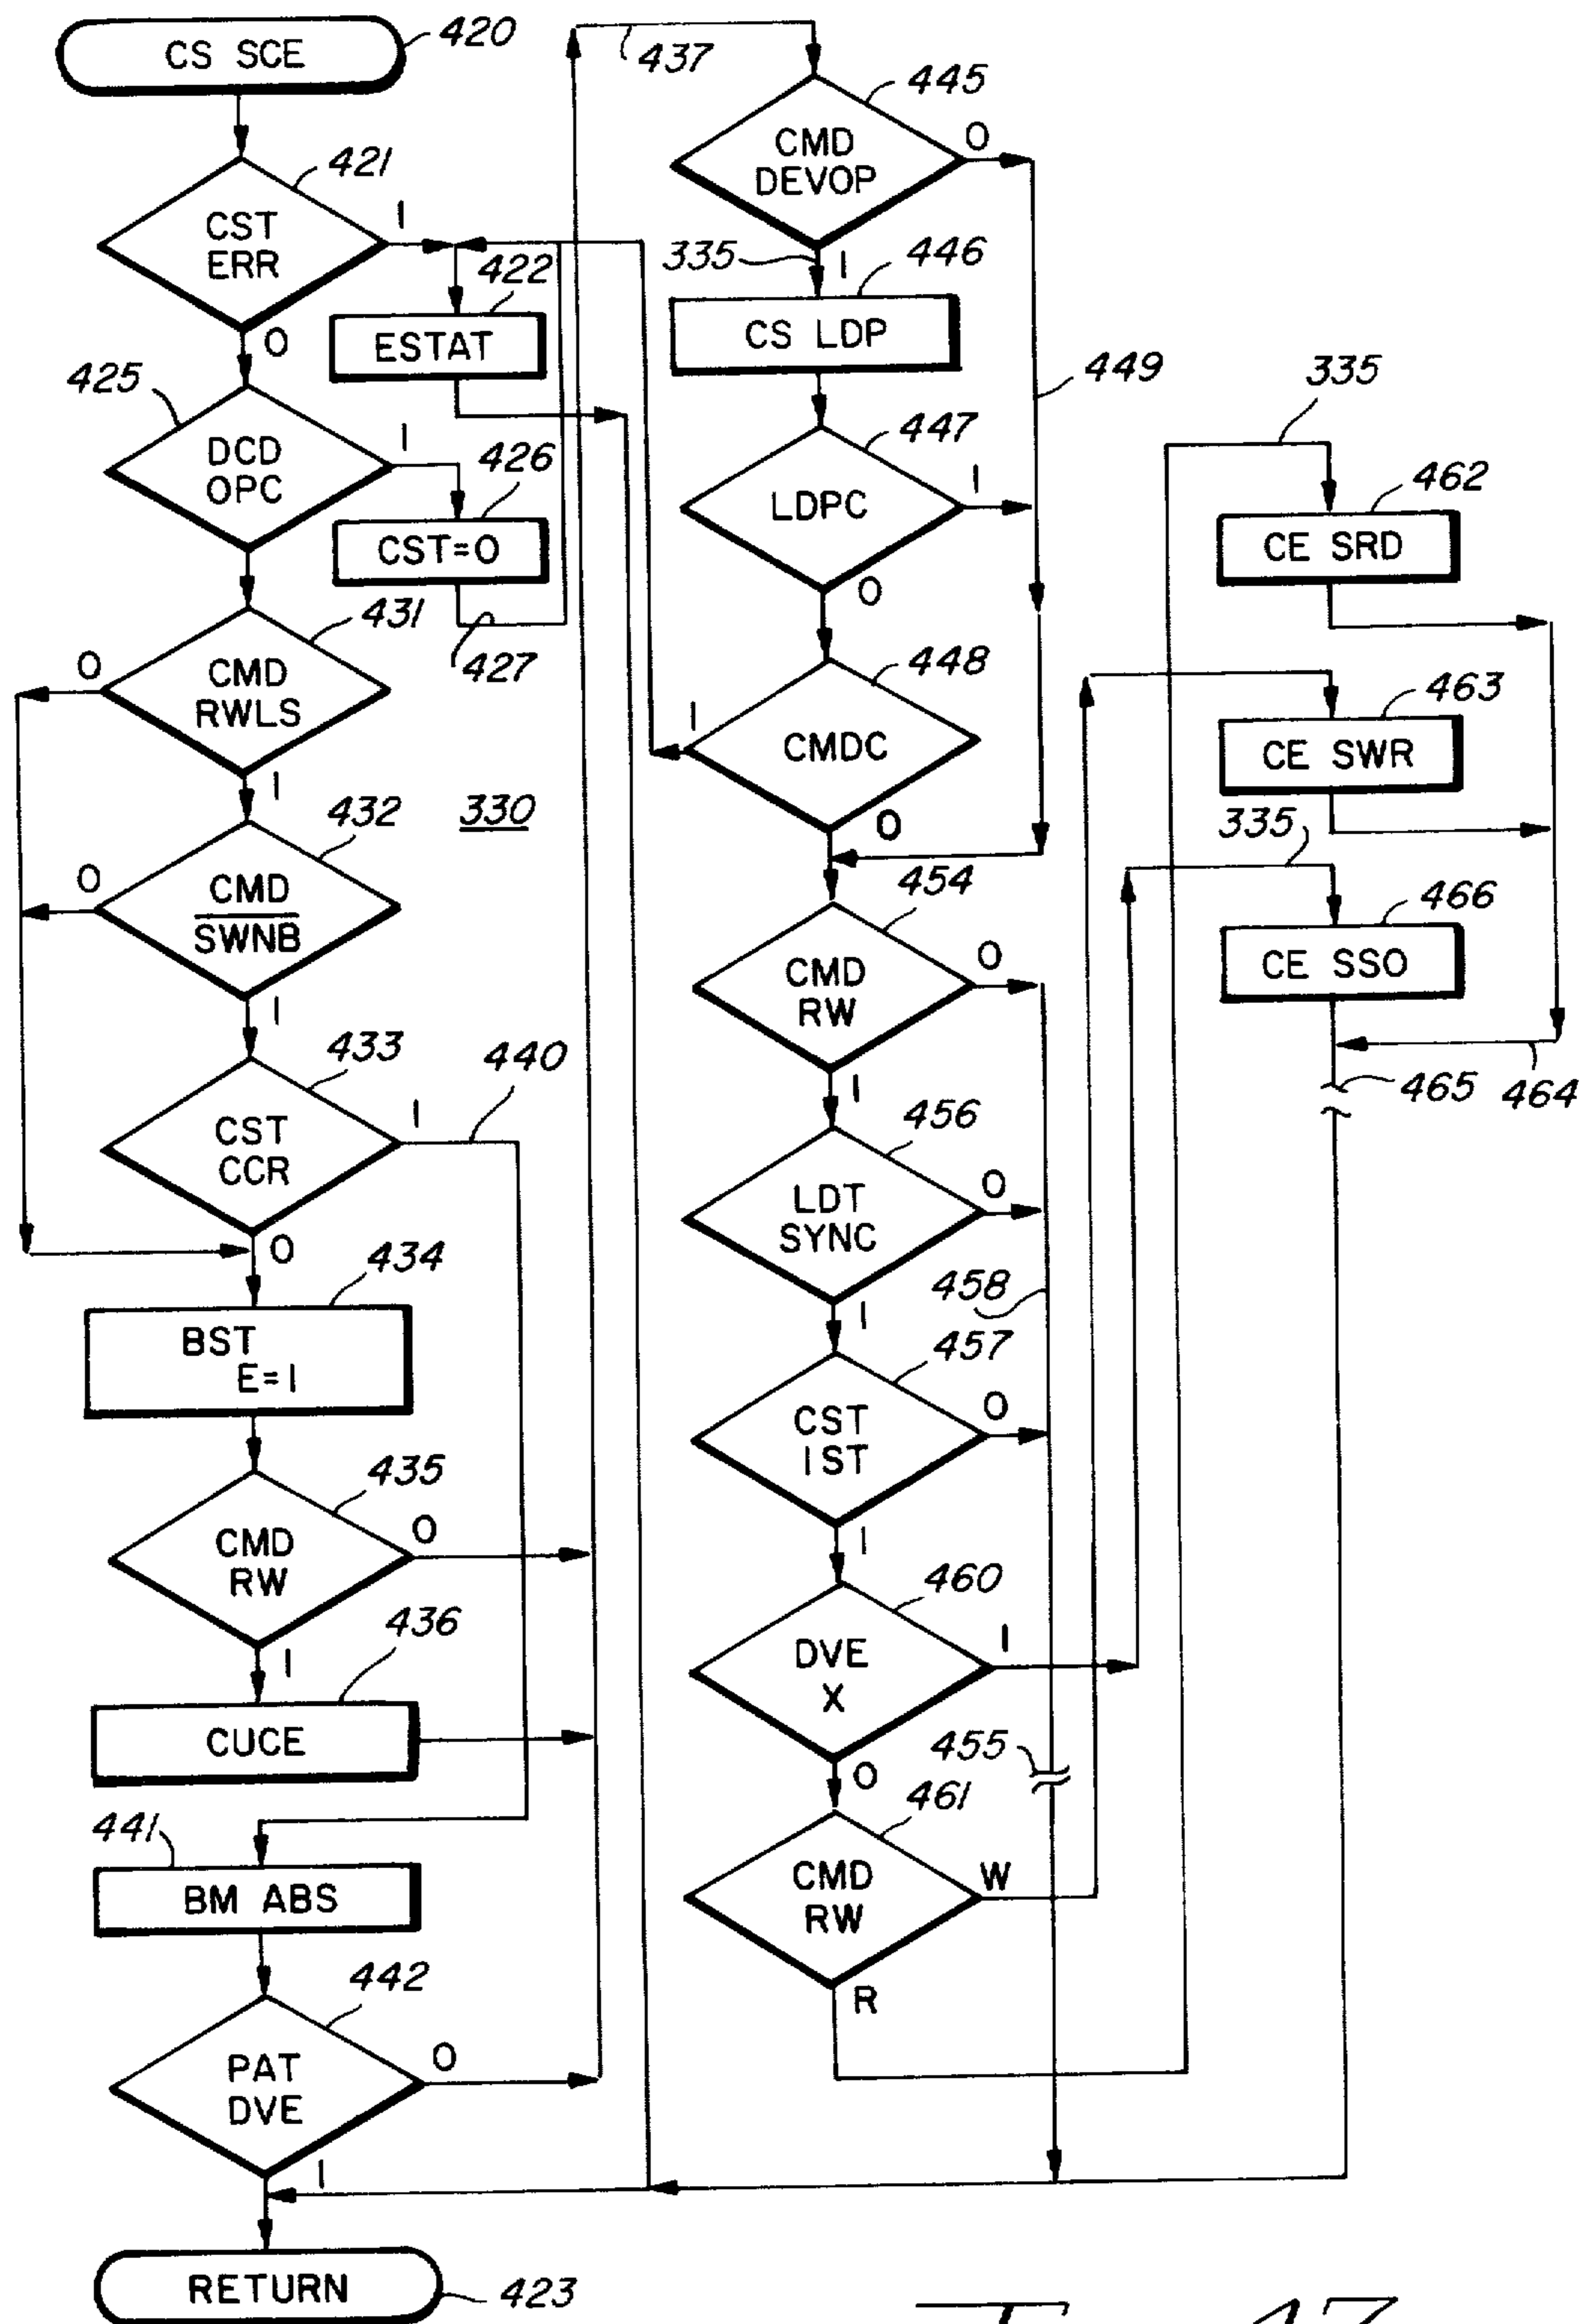 CS SCE
420
421
CST
ERR
1
0
422
ESTAT
425
DCD
OPC
1
426
CST=0
427
431
CMD
RWLS
0
1
432
330
CMD
SWNB
0
1
433
440
CST
CCR
1
0
434
BST
E=1
435
CMD
RW
0
1
436
CUCE
441
BM ABS
442
PAT
DVE
0
1
RETURN
423
437
445
CMD
DEVOP
0
335
1
446
CS LDP
449
447
LDPC
1
0
448
CMDC
1
0
454
CMD
RW
0
1
456
LDT
SYNC
0
458
1
457
CST
IST
0
1
460
DVE
X
1
455
0
461
CMD
RW
W
R
335
462
CE SRD
463
CE SWR
335
466
CE SSO
465
464